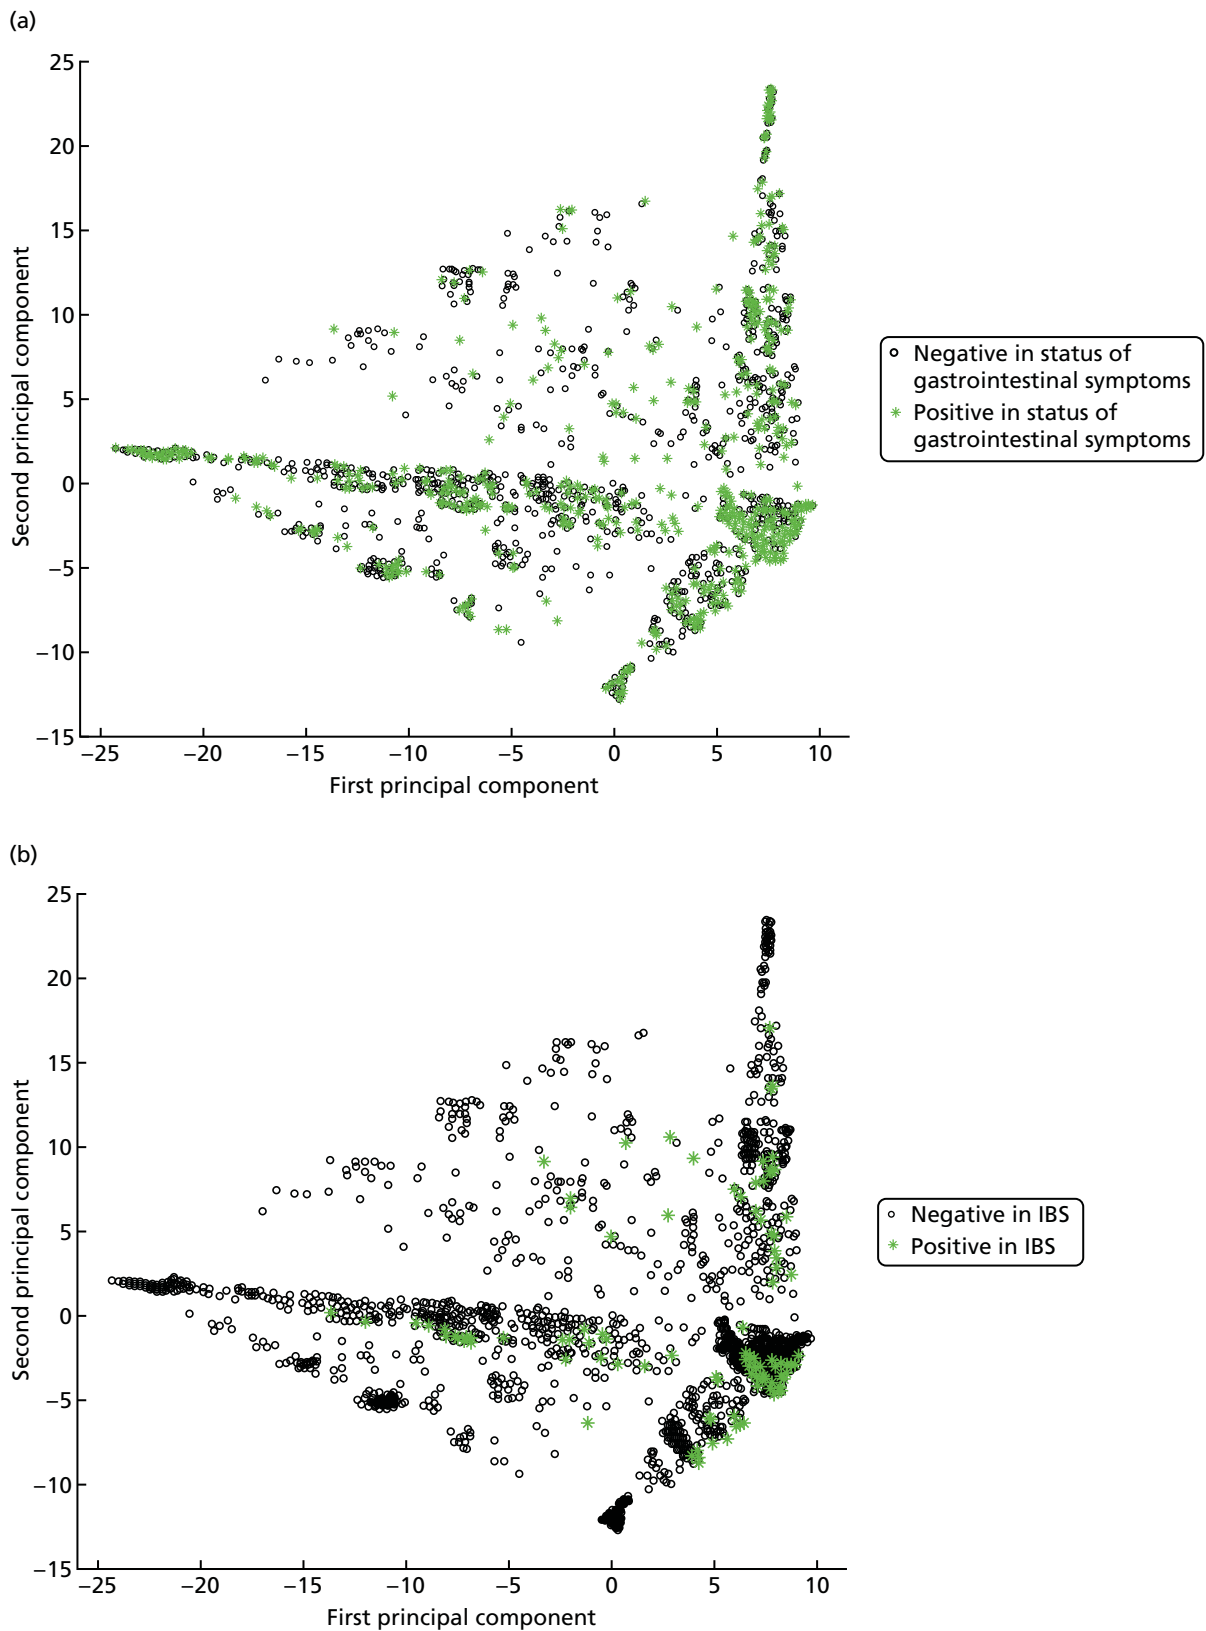 (a)
25
20
15
10
5
0
−5
−10
−15
−25 −20 −15 −10 −5 0 5 10
Second principal component
First principal component
Negative in status of
gastrointestinal symptoms
Positive in status of
gastrointestinal symptoms
(b)
25
20
15
10
5
0
−5
−10
−15
−25 −20 −15 −10 −5 0 5 10
Second principal component
First principal component
Negative in IBS
Positive in IBS